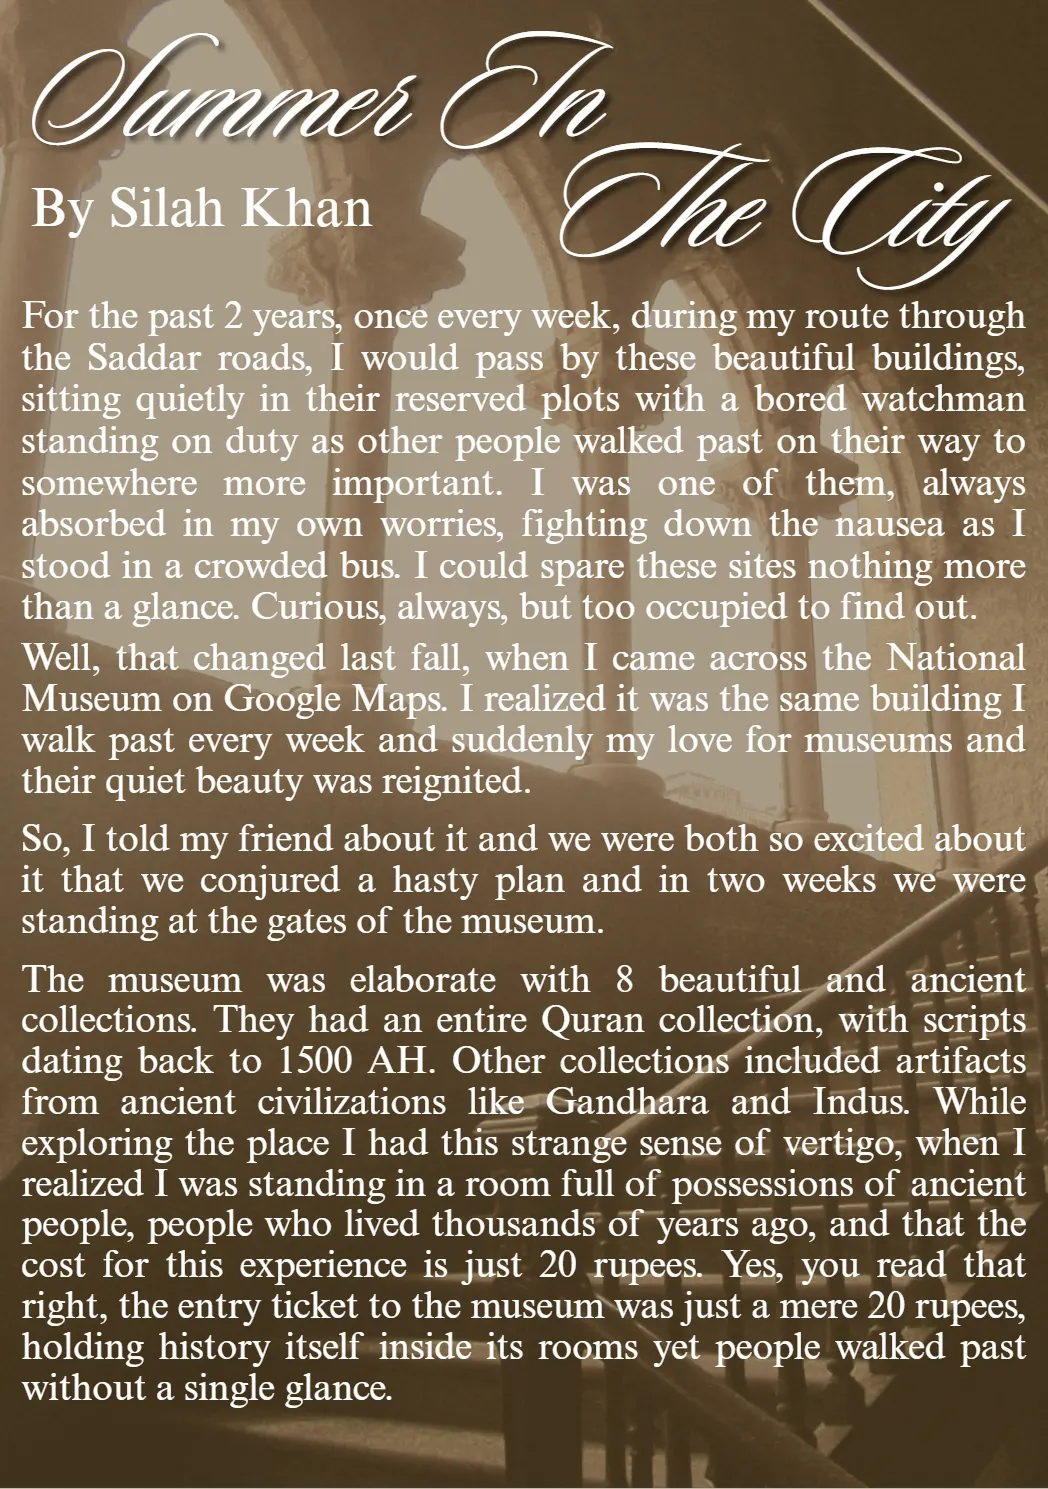 Summer In
The City
By Silah Khan
For the past 2 years, once every week, during my route through
the Saddar roads, I would pass by these beautiful buildings,
sitting quietly in their reserved plots with a bored watchman
standing on duty as other people walked past on their way to
somewhere more important. I was one of them, always
absorbed in my own worries, fighting down the nausea as I
stood in a crowded bus. I could spare these sites nothing more
than a glance. Curious, always, but too occupied to find out.
Well, that changed last fall, when I came across the National
Museum on Google Maps. I realized it was the same building I
walk past every week and suddenly my love for museums and
their quiet beauty was reignited.
So, I told my friend about it and we were both so excited about
it that we conjured a hasty plan and in two weeks we were
standing at the gates of the museum.
The museum was elaborate with 8 beautiful and ancient
collections. They had an entire Quran collection, with scripts
dating back to 1500 AH. Other collections included artifacts
from ancient civilizations like Gandhara and Indus. While
exploring the place I had this strange sense of vertigo, when I
realized I was standing in a room full of possessions of ancient
people, people who lived thousands of years ago, and that the
cost for this experience is just 20 rupees. Yes, you read that
right, the entry ticket to the museum was just a mere 20 rupees,
holding history itself inside its rooms yet people walked past
without a single glance.